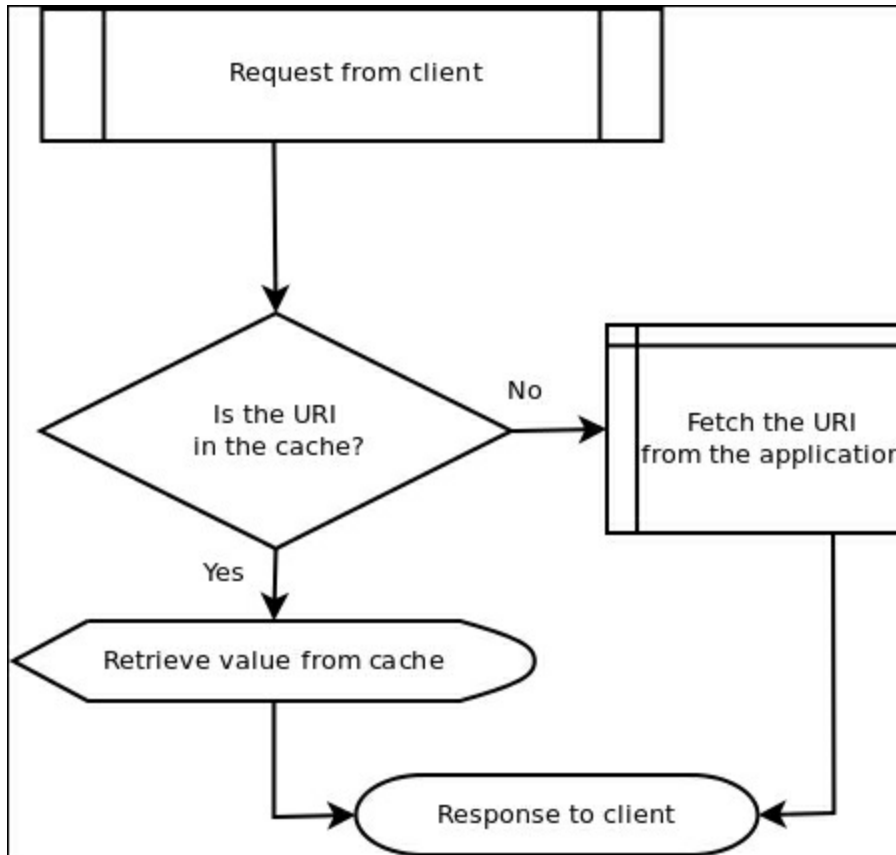 Request from client
Is the URI
in the cache?
No
Fetch the URI
from the application
Yes
Retrieve value from cache
Response to client